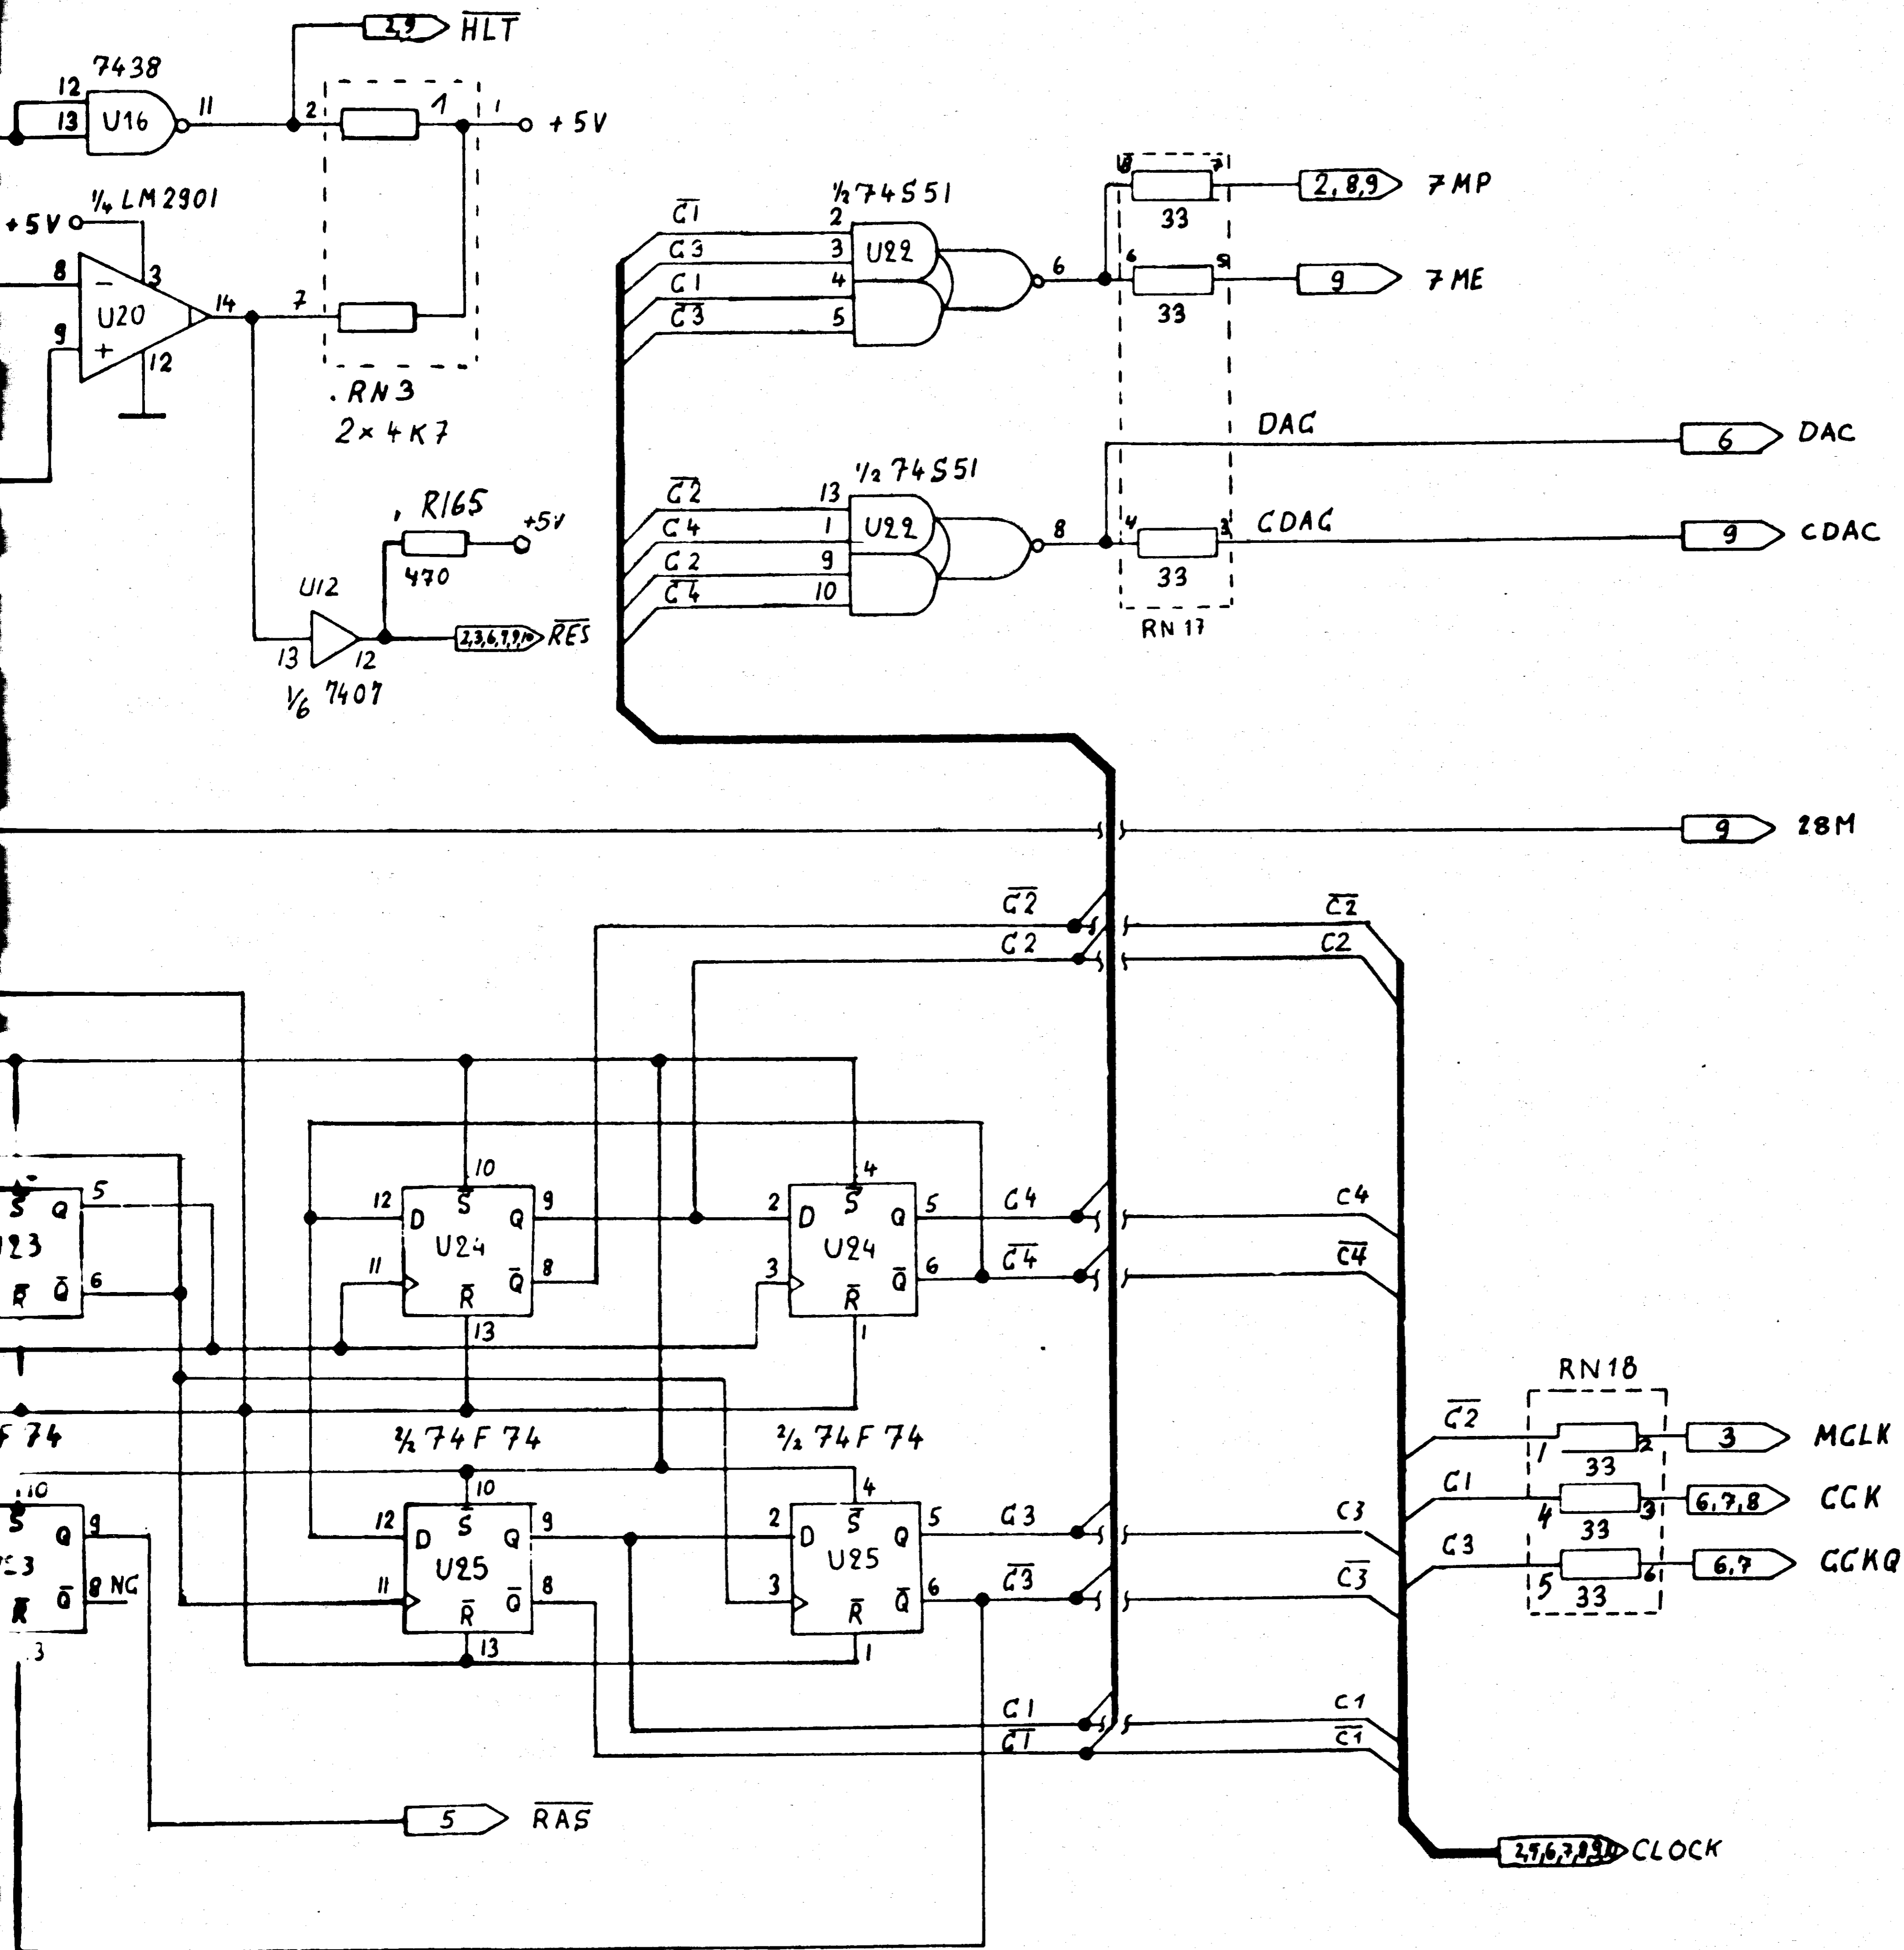 2,9 H̅L̅T̅
7438
12
13
U16
11
2
1
1
+5V
1/4 LM2901
+5V
8
3
−
U20
14
7
9
+
12
RN3
2×4K7
R165
+5V
470
U12
13
12
2,3,6,7,9,10 R̅E̅S̅
1/6 7407
1/2 74S51
C̅1̅ 2
C3 3
C1 4
C̅3̅ 5
U22
6
8 7
33
2,8,9 7MP
6 5
33
9 7ME
1/2 74S51
C̅2̅ 13
C4 1
C2 9
C̅4̅ 10
U22
8
DAC
6 DAC
4 3
CDAC
33
9 CDAC
RN17
9 28M
C̅2̅ C̅2̅
C2 C2
5
S̅ Q
6
R̅ Q̅
10
12 D S̅ Q 9
U24
11 R̅ Q̅ 8
13
4
2 D S̅ Q 5
U24
3 R̅ Q̅ 6
1
C4 C4
C̅4̅ C̅4̅
F74
2/2 74F74
2/2 74F74
10
S̅ Q 9
8 NC
R̅ Q̅
3
10
12 D S̅ Q 9
U25
11 R̅ Q̅ 8
13
4
2 D S̅ Q 5
U25
3 R̅ Q̅ 6
1
C3 C3
C̅3̅ C̅3̅
C1 C1
C̅1̅ C̅1̅
RN18
C̅2̅ 1 2 3 MCLK
33
C1 4 3 6,7,8 CCK
33
C3 5 6 6,7 CCKQ
33
5 R̅A̅S̅
CLOCK